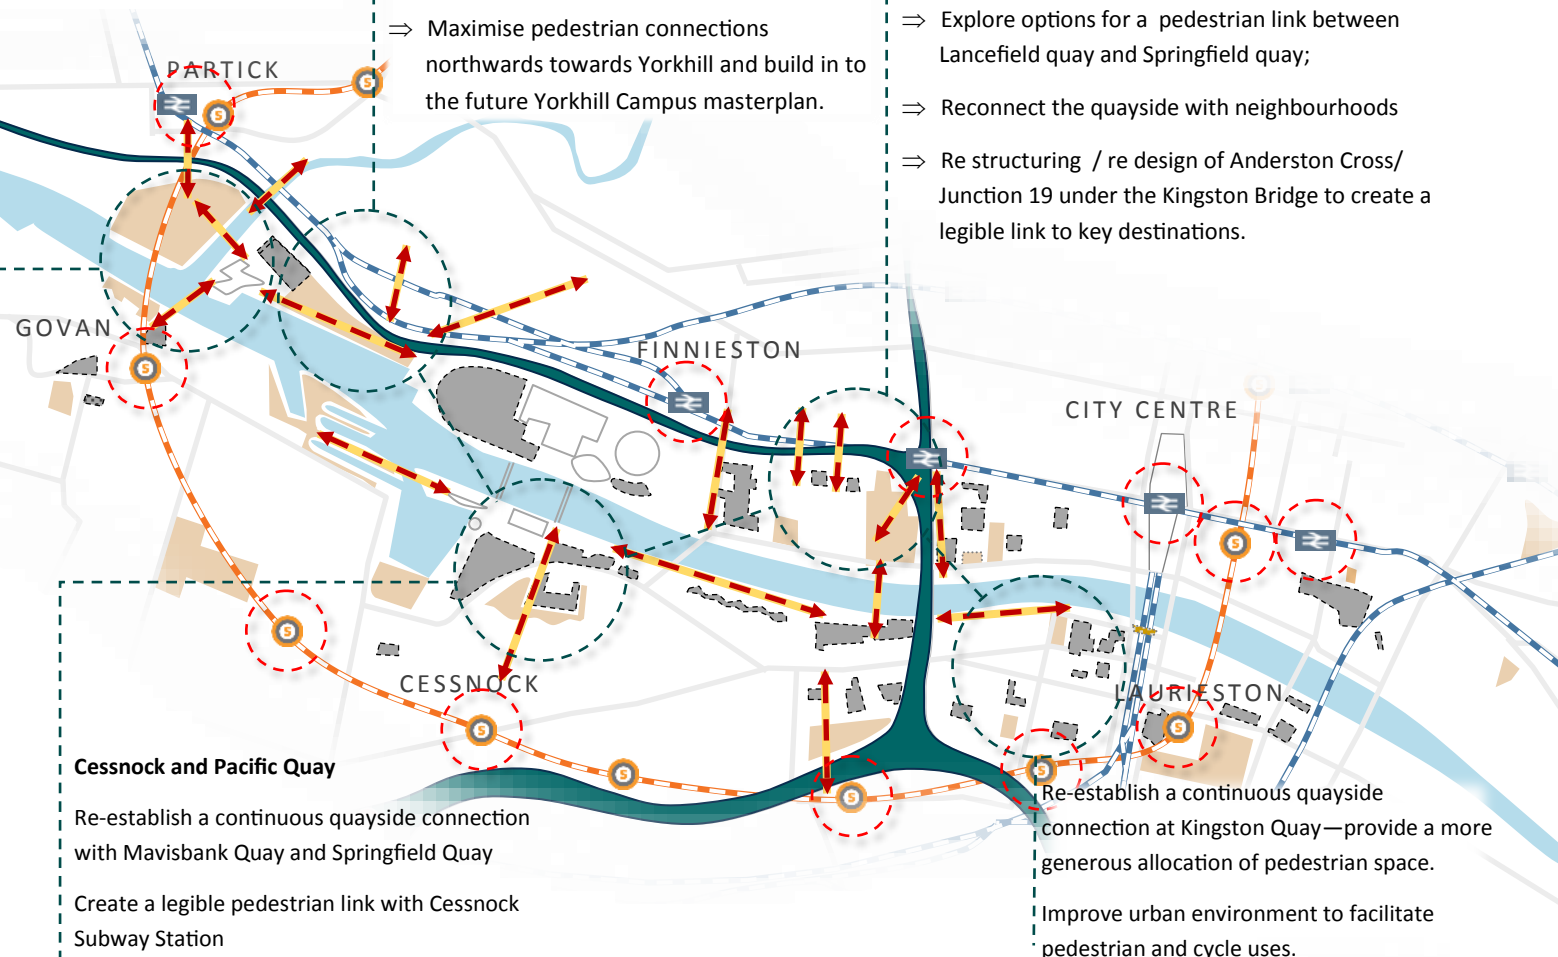 ⇒ Maximise pedestrian connections
northwards towards Yorkhill and build in to
the future Yorkhill Campus masterplan.
⇒ Explore options for a pedestrian link between
Lancefield quay and Springfield quay;
⇒ Reconnect the quayside with neighbourhoods
⇒ Re structuring / re design of Anderston Cross/
Junction 19 under the Kingston Bridge to create a
legible link to key destinations.
PARTICK
S
S
GOVAN
S
FINNIESTON
CITY CENTRE
S
S
S
CESSNOCK
S
LAURIESTON
S
S
S
S
Cessnock and Pacific Quay
Re-establish a continuous quayside connection
with Mavisbank Quay and Springfield Quay
Create a legible pedestrian link with Cessnock
Subway Station
Re-establish a continuous quayside
connection at Kingston Quay—provide a more
generous allocation of pedestrian space.
Improve urban environment to facilitate
pedestrian and cycle uses.